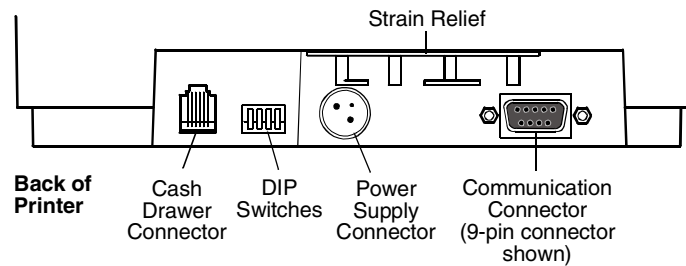 Strain Relief
Back of
Printer
Cash
Drawer
Connector
DIP
Switches
Power
Supply
Connector
Communication
Connector
(9-pin connector
shown)